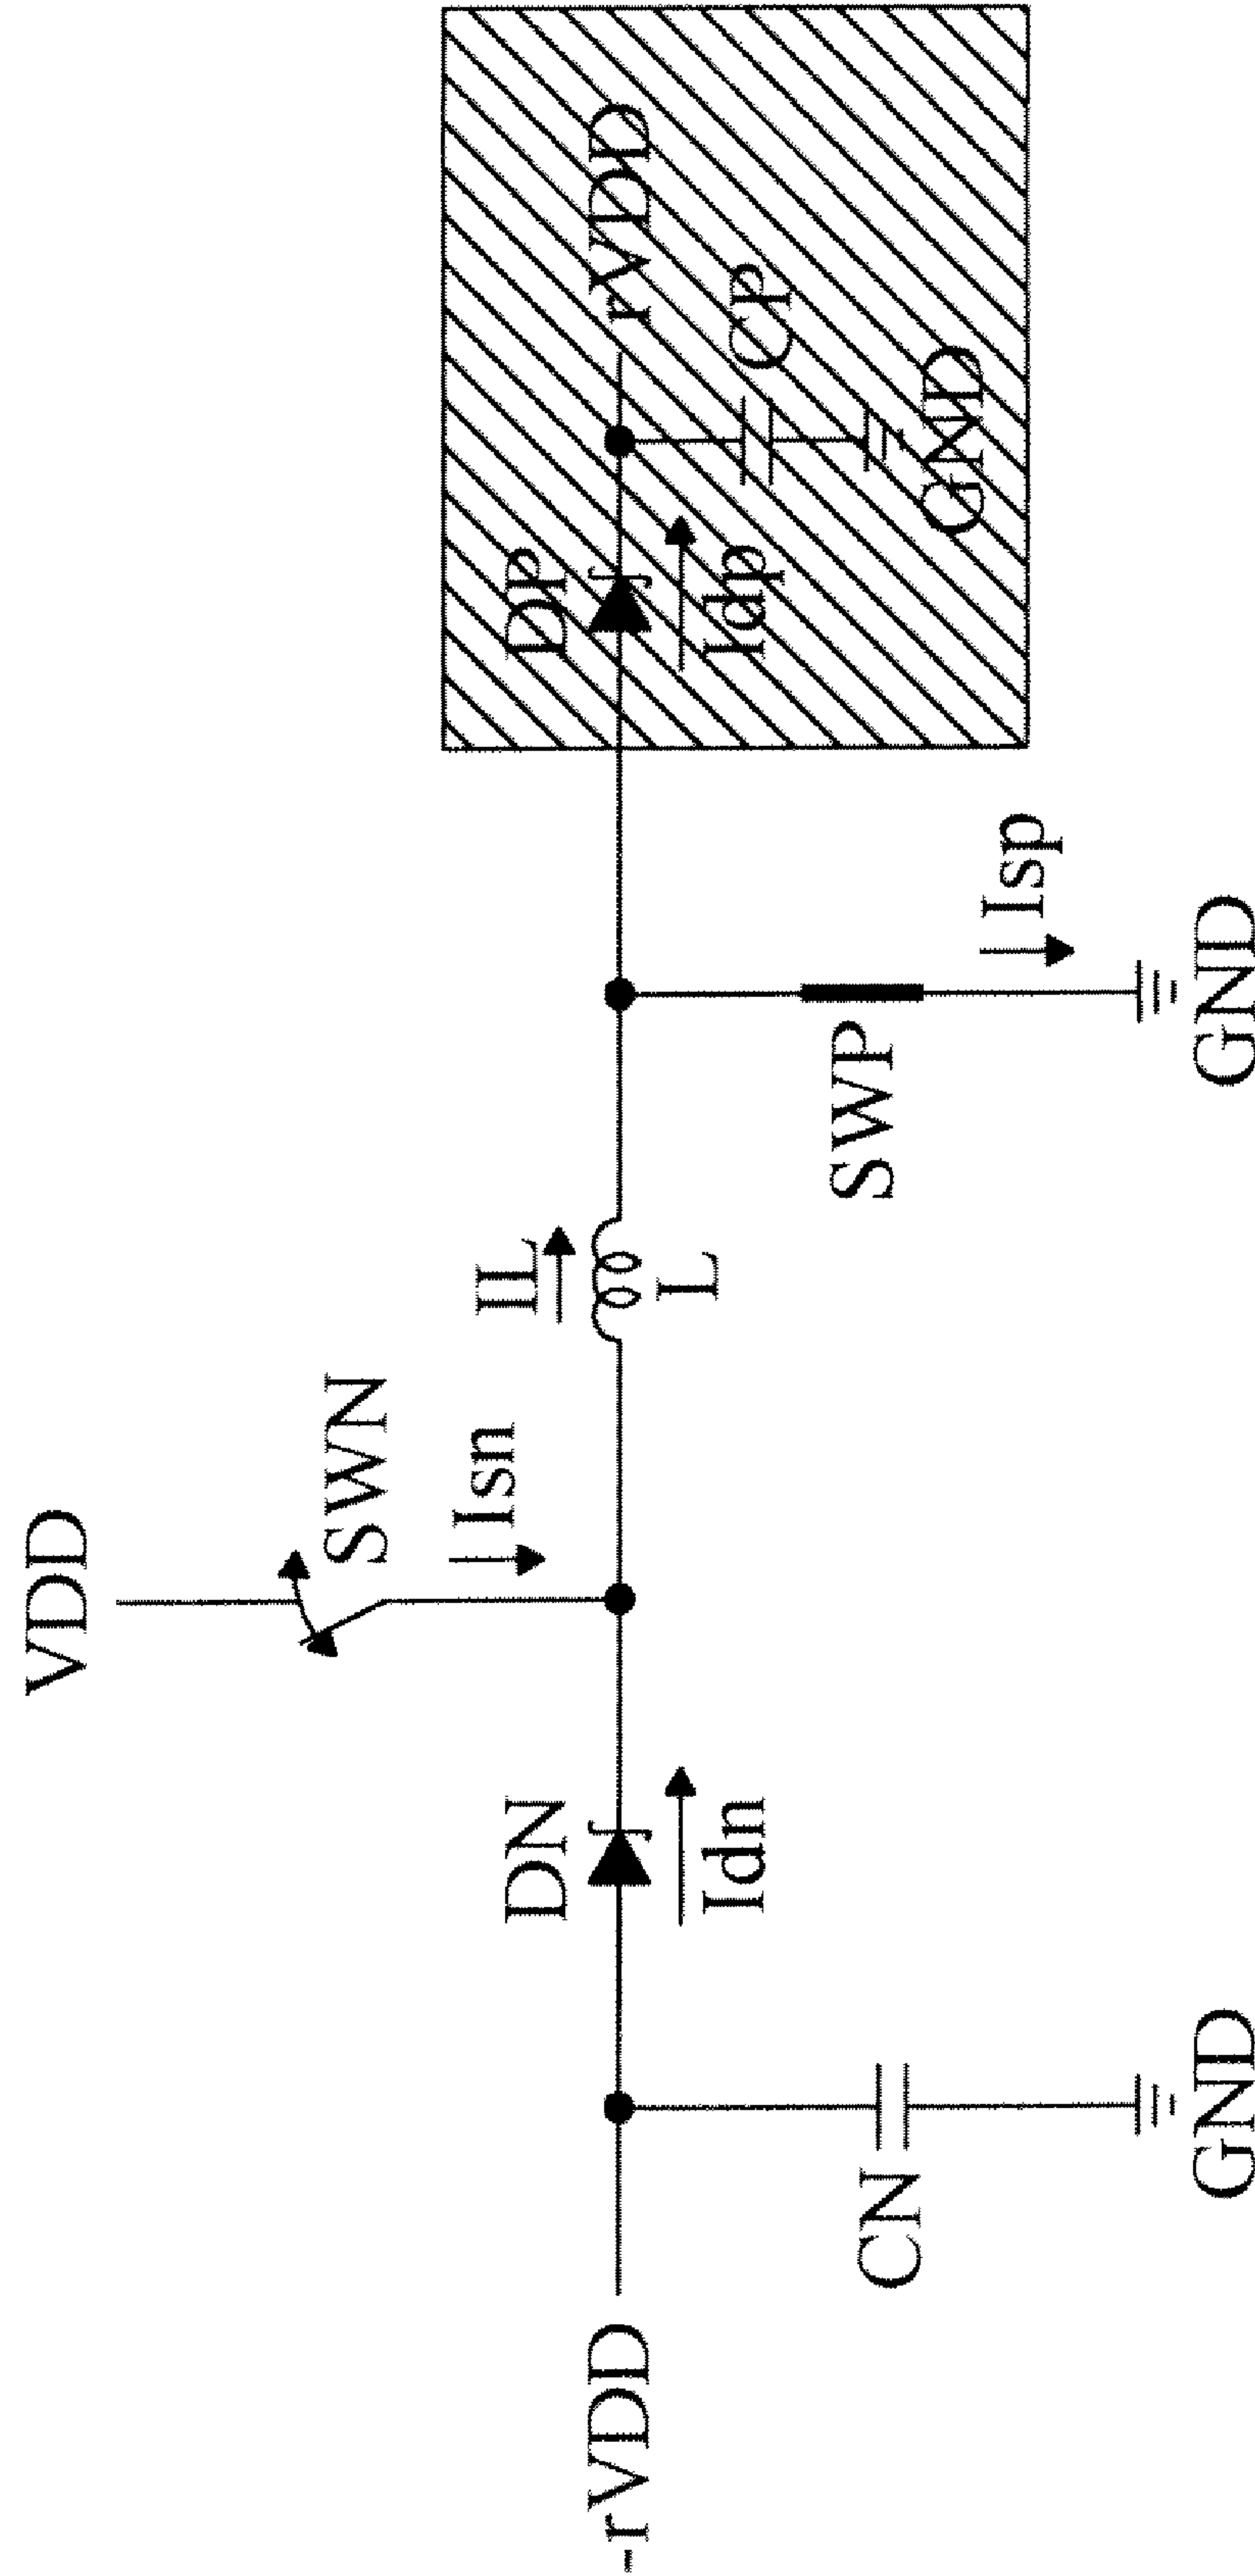 VDD
SWN
Isn
-rVDD
DN
Idn
CN
GND
IL
L
SWP
Isp
GND
DP
Idp
rVDD
CP
GND